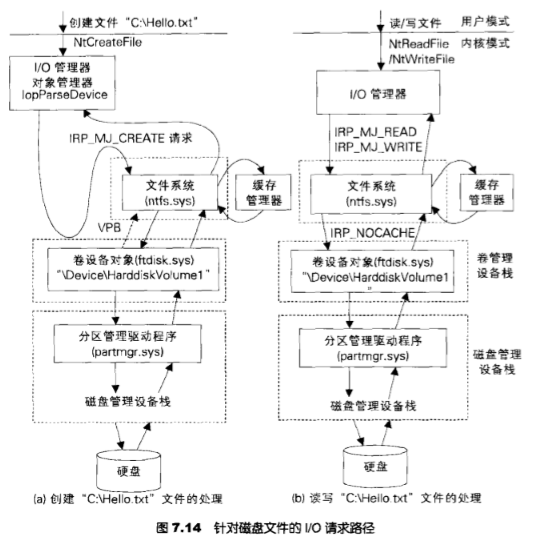 创建文件 “C:\Hello.txt”
NtCreateFile
I/O 管理器
对象管理器
IopParseDevice
IRP_MJ_CREATE 请求
文件系统
(ntfs.sys)
缓存
管理器
VPB
卷设备对象(ftdisk.sys)
“\Device\HarddiskVolume1”
分区管理驱动程序
(partmgr.sys)
磁盘管理设备栈
硬盘
(a) 创建 “C:\Hello.txt” 文件的处理
读/写文件
用户模式
NtReadFile
/NtWriteFile
内核模式
I/O 管理器
IRP_MJ_READ
IRP_MJ_WRITE
文件系统
(ntfs.sys)
缓存
管理器
IRP_NOCACHE
卷设备对象(ftdisk.sys)
“\Device\HarddiskVolume1
”
卷管理
设备栈
分区管理驱动程序
(partmgr.sys)
磁盘管理
设备栈
磁盘管理设备栈
硬盘
(b) 读写 “C:\Hello.txt” 文件的处理
图 7.14 针对磁盘文件的 I/O 请求路径